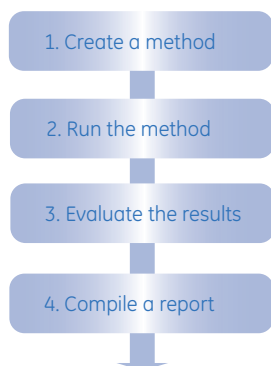 1. Create a method
2. Run the method
3. Evaluate the results
4. Compile a report